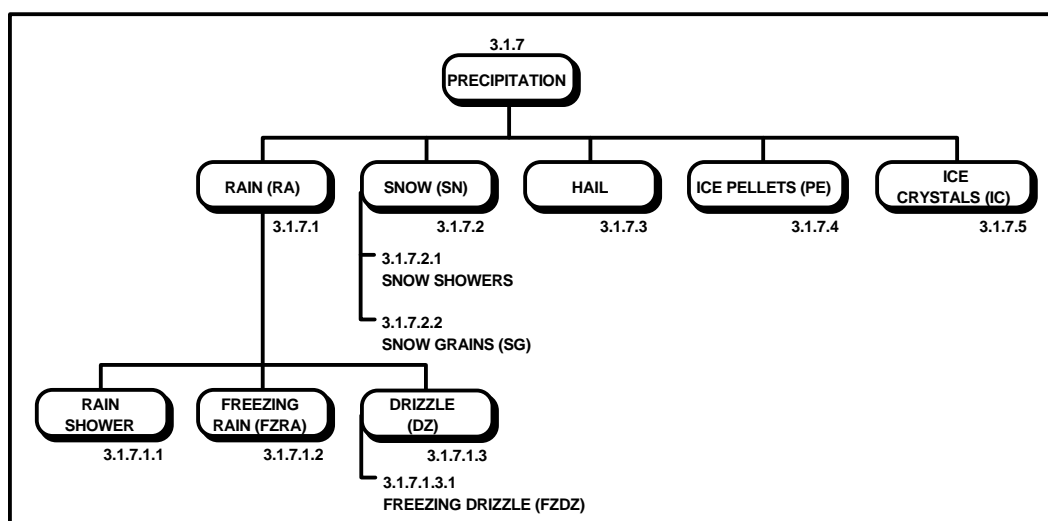 3.1.7
PRECIPITATION
RAIN (RA)
3.1.7.1
SNOW (SN)
3.1.7.2
HAIL
3.1.7.3
ICE PELLETS (PE)
3.1.7.4
ICE
CRYSTALS (IC)
3.1.7.5
3.1.7.2.1
SNOW SHOWERS
3.1.7.2.2
SNOW GRAINS (SG)
RAIN
SHOWER
3.1.7.1.1
FREEZING
RAIN (FZRA)
3.1.7.1.2
DRIZZLE
(DZ)
3.1.7.1.3
3.1.7.1.3.1
FREEZING DRIZZLE (FZDZ)